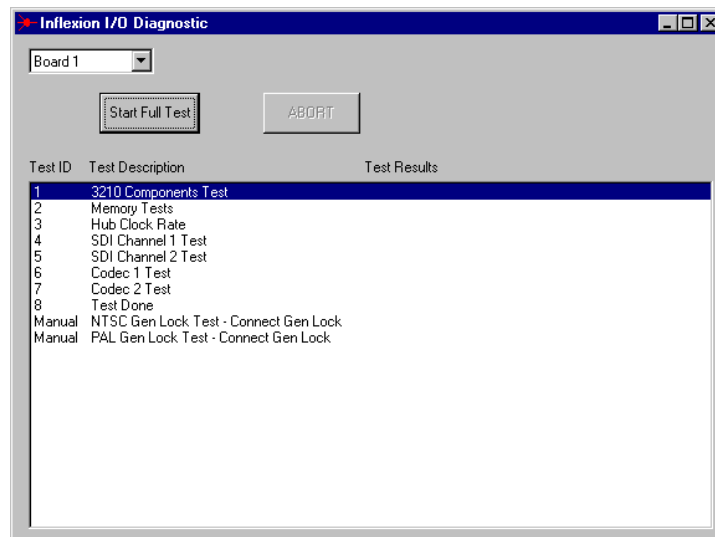 Inflexion I/O Diagnostic
Board 1
Start Full Test ABORT
Test ID Test Description Test Results
1 3210 Components Test
2 Memory Tests
3 Hub Clock Rate
4 SDI Channel 1 Test
5 SDI Channel 2 Test
6 Codec 1 Test
7 Codec 2 Test
8 Test Done
Manual NTSC Gen Lock Test - Connect Gen Lock
Manual PAL Gen Lock Test - Connect Gen Lock